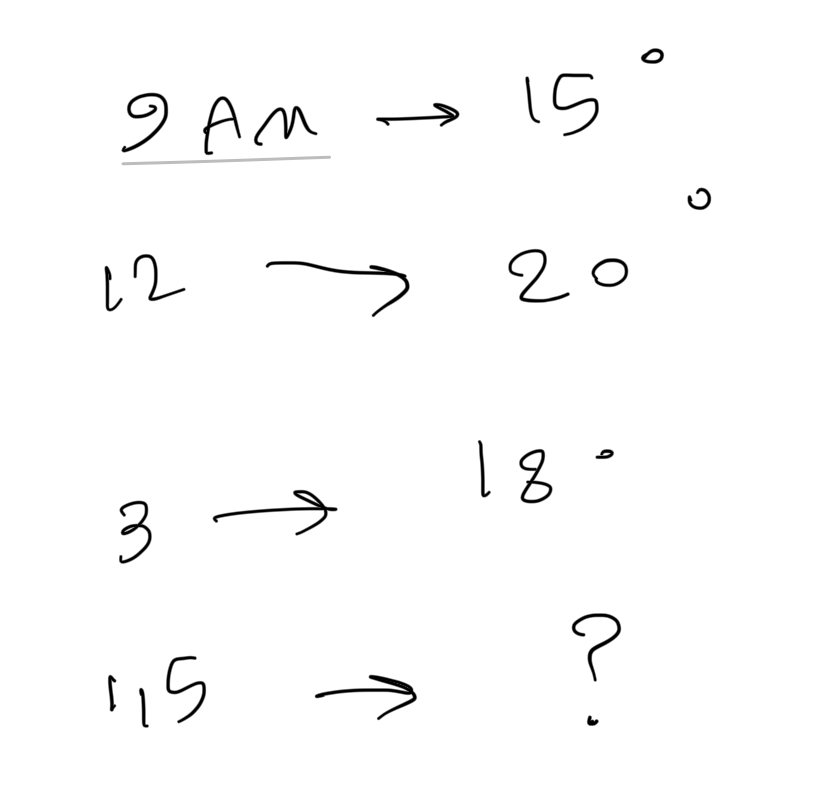 9 AM → 15°
12 → 20°
3 → 18°
1,15 → ?